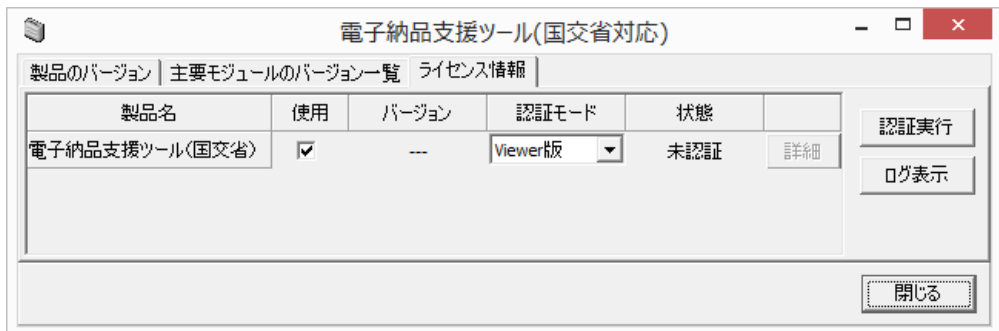 電子納品支援ツール(国交省対応)
製品のバージョン 主要モジュールのバージョン一覧 ライセンス情報
製品名 使用 バージョン 認証モード 状態
電子納品支援ツール(国交省) --- Viewer版 未認証 詳細
認証実行
ログ表示
閉じる